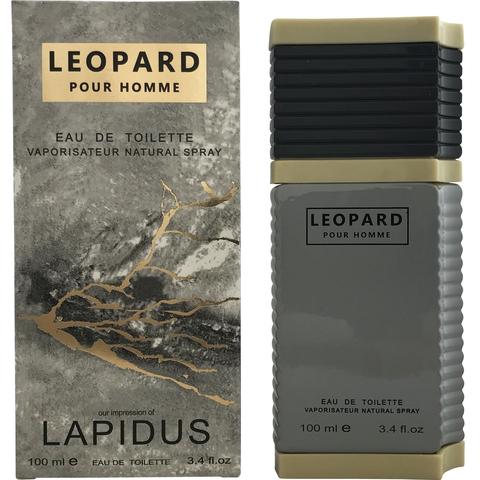 LEOPARD
POUR HOMME
EAU DE TOILETTE
VAPORISATEUR NATURAL SPRAY
our impression of
LAPIDUS
100 ml e EAU DE TOILETTE 3.4 fl.oz
LEOPARD
POUR HOMME
EAU DE TOILETTE
VAPORISATEUR NATURAL SPRAY
100 ml e 3.4 fl.oz